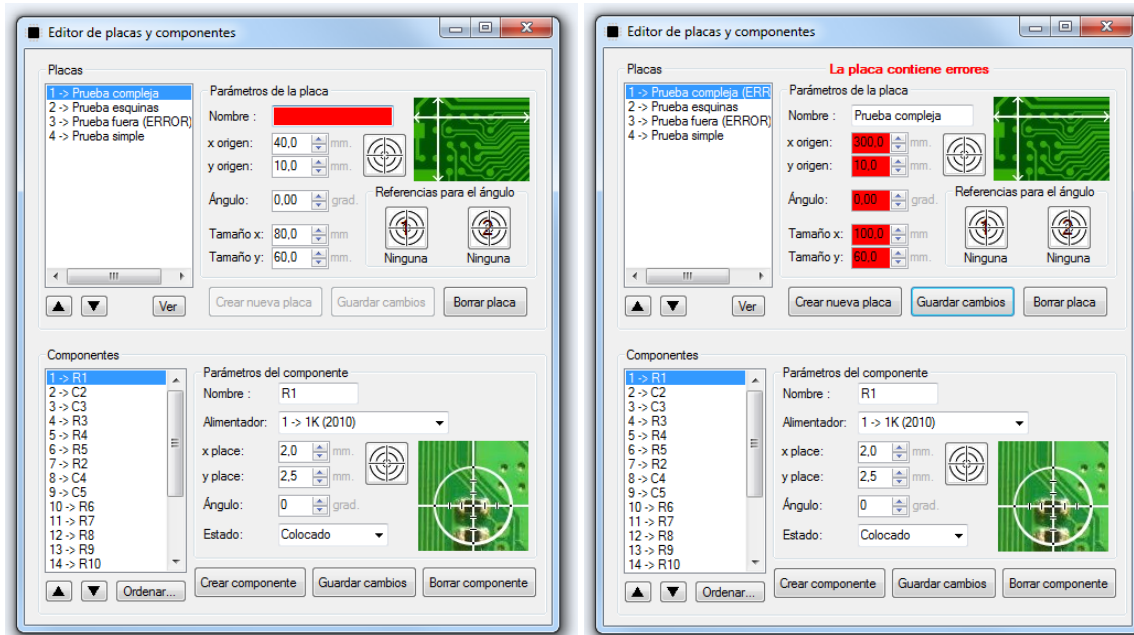 Editor de placas y componentes
Placas
1 -> Prueba compleja
2 -> Prueba esquinas
3 -> Prueba fuera (ERROR)
4 -> Prueba simple
Parámetros de la placa
Nombre :
x origen: 40,0 mm.
y origen: 10,0 mm.
Ángulo: 0,00 grad.
Tamaño x: 80,0 mm
Tamaño y: 60,0 mm.
Referencias para el ángulo
1 2
Ninguna Ninguna
Ver
Crear nueva placa Guardar cambios Borrar placa
Componentes
1 -> R1
2 -> C2
3 -> C3
4 -> R3
5 -> R4
6 -> R5
7 -> R2
8 -> C4
9 -> C5
10 -> R6
11 -> R7
12 -> R8
13 -> R9
14 -> R10
Ordenar...
Parámetros del componente
Nombre : R1
Alimentador: 1 -> 1K (2010)
x place: 2,0 mm.
y place: 2,5 mm.
Ángulo: 0 grad.
Estado: Colocado
Crear componente Guardar cambios Borrar componente
Editor de placas y componentes
Placas
La placa contiene errores
1 -> Prueba compleja (ERR
2 -> Prueba esquinas
3 -> Prueba fuera (ERROR)
4 -> Prueba simple
Parámetros de la placa
Nombre : Prueba compleja
x origen: 300,0 mm.
y origen: 10,0 mm.
Ángulo: 0,00 grad.
Tamaño x: 100,0 mm
Tamaño y: 60,0 mm.
Referencias para el ángulo
1 2
Ninguna Ninguna
Ver
Crear nueva placa Guardar cambios Borrar placa
Componentes
1 -> R1
2 -> C2
3 -> C3
4 -> R3
5 -> R4
6 -> R5
7 -> R2
8 -> C4
9 -> C5
10 -> R6
11 -> R7
12 -> R8
13 -> R9
14 -> R10
Ordenar...
Parámetros del componente
Nombre : R1
Alimentador: 1 -> 1K (2010)
x place: 2,0 mm.
y place: 2,5 mm.
Ángulo: 0 grad.
Estado: Colocado
Crear componente Guardar cambios Borrar componente